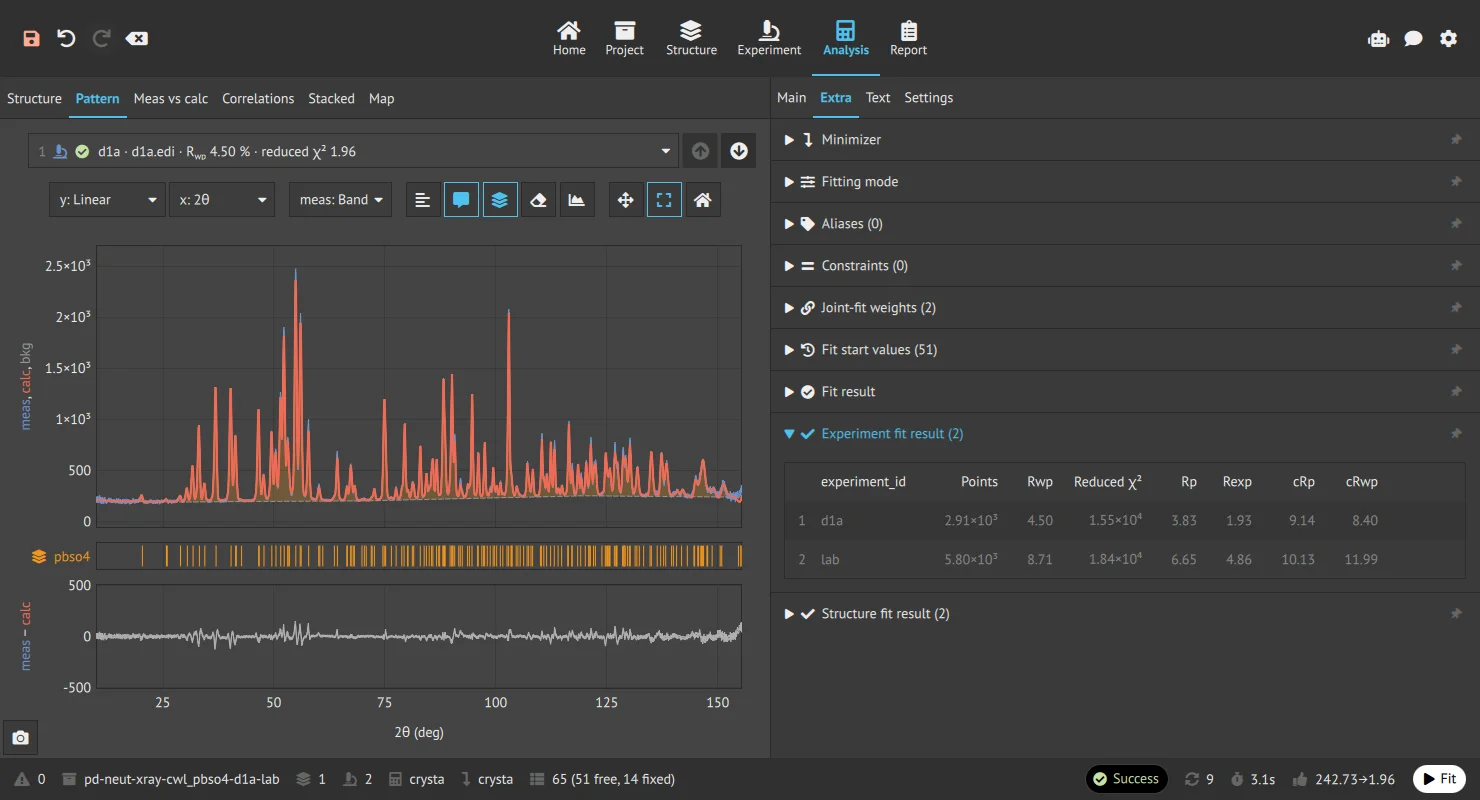 Home Project Structure Experiment Analysis Report
Structure Pattern Meas vs calc Correlations Stacked Map
Main Extra Text Settings
1 d1a · d1a.edi · Rwp 4.50 % · reduced χ² 1.96
y: Linear x: 2θ meas: Band
2.5×10³
2×10³
1.5×10³
1×10³
500
0
meas, calc, bkg
pbso4
500
0
-500
meas − calc
25 50 75 100 125 150
2θ (deg)
Minimizer
Fitting mode
Aliases (0)
Constraints (0)
Joint-fit weights (2)
Fit start values (51)
Fit result
Experiment fit result (2)
experiment_id Points Rwp Reduced χ² Rp Rexp cRp cRwp
1 d1a 2.91×10³ 4.50 1.55×10⁴ 3.83 1.93 9.14 8.40
2 lab 5.80×10³ 8.71 1.84×10⁴ 6.65 4.86 10.13 11.99
Structure fit result (2)
0 pd-neut-xray-cwl_pbso4-d1a-lab 1 2 crysta crysta 65 (51 free, 14 fixed) Success 9 3.1s 242.73→1.96 Fit